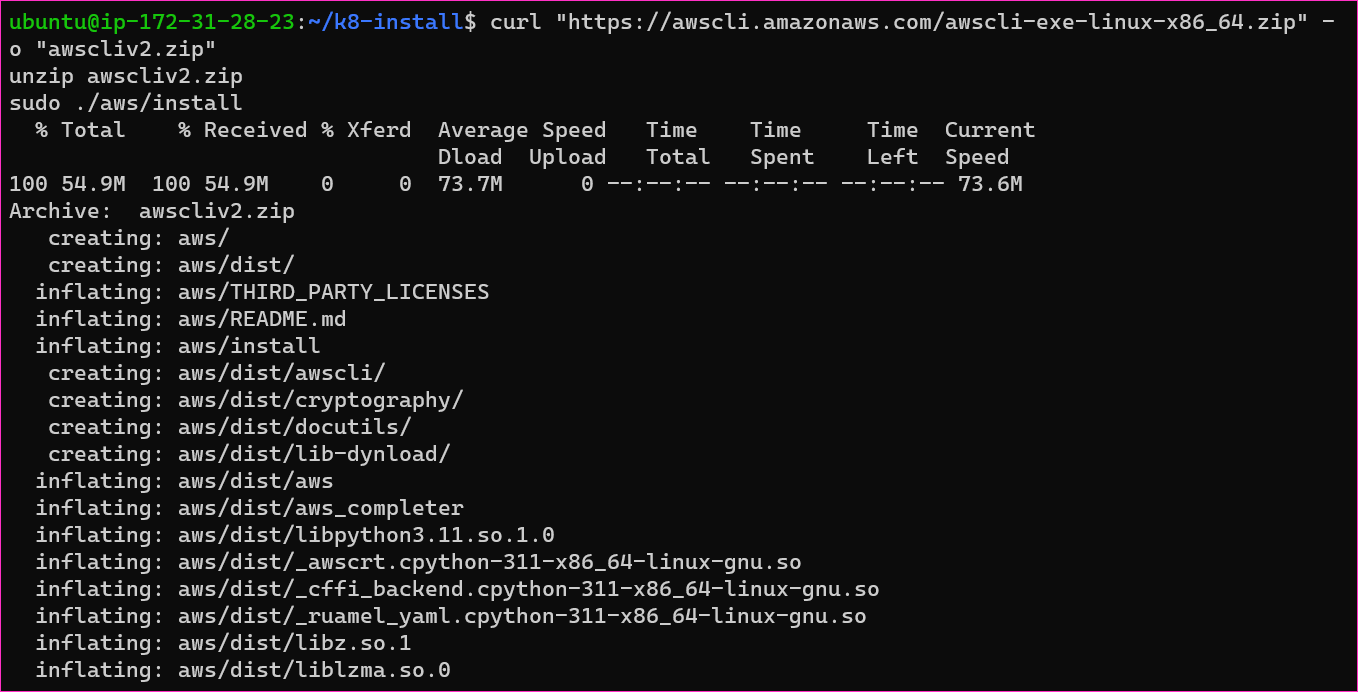 ubuntu@ip-172-31-28-23:~/k8-install$ curl "https://awscli.amazonaws.com/awscli-exe-linux-x86_64.zip" -
o "awscliv2.zip"
unzip awscliv2.zip
sudo ./aws/install
  % Total    % Received % Xferd  Average Speed   Time    Time     Time  Current
                                 Dload  Upload   Total   Spent    Left  Speed
100 54.9M  100 54.9M    0     0  73.7M      0 --:--:-- --:--:-- --:--:-- 73.6M
Archive:  awscliv2.zip
   creating: aws/
   creating: aws/dist/
  inflating: aws/THIRD_PARTY_LICENSES
  inflating: aws/README.md
  inflating: aws/install
   creating: aws/dist/awscli/
   creating: aws/dist/cryptography/
   creating: aws/dist/docutils/
   creating: aws/dist/lib-dynload/
  inflating: aws/dist/aws
  inflating: aws/dist/aws_completer
  inflating: aws/dist/libpython3.11.so.1.0
  inflating: aws/dist/_awscrt.cpython-311-x86_64-linux-gnu.so
  inflating: aws/dist/_cffi_backend.cpython-311-x86_64-linux-gnu.so
  inflating: aws/dist/_ruamel_yaml.cpython-311-x86_64-linux-gnu.so
  inflating: aws/dist/libz.so.1
  inflating: aws/dist/liblzma.so.0